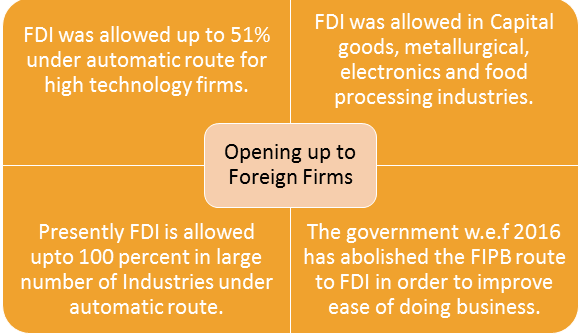 FDI was allowed up to 51%
under automatic route for
high technology firms.
FDI was allowed in Capital
goods, metallurgical,
electronics and food
processing industries.
Opening up to
Foreign Firms
Presently FDI is allowed
upto 100 percent in large
number of Industries under
automatic route.
The government w.e.f 2016
has abolished the FIPB route
to FDI in order to improve
ease of doing business.